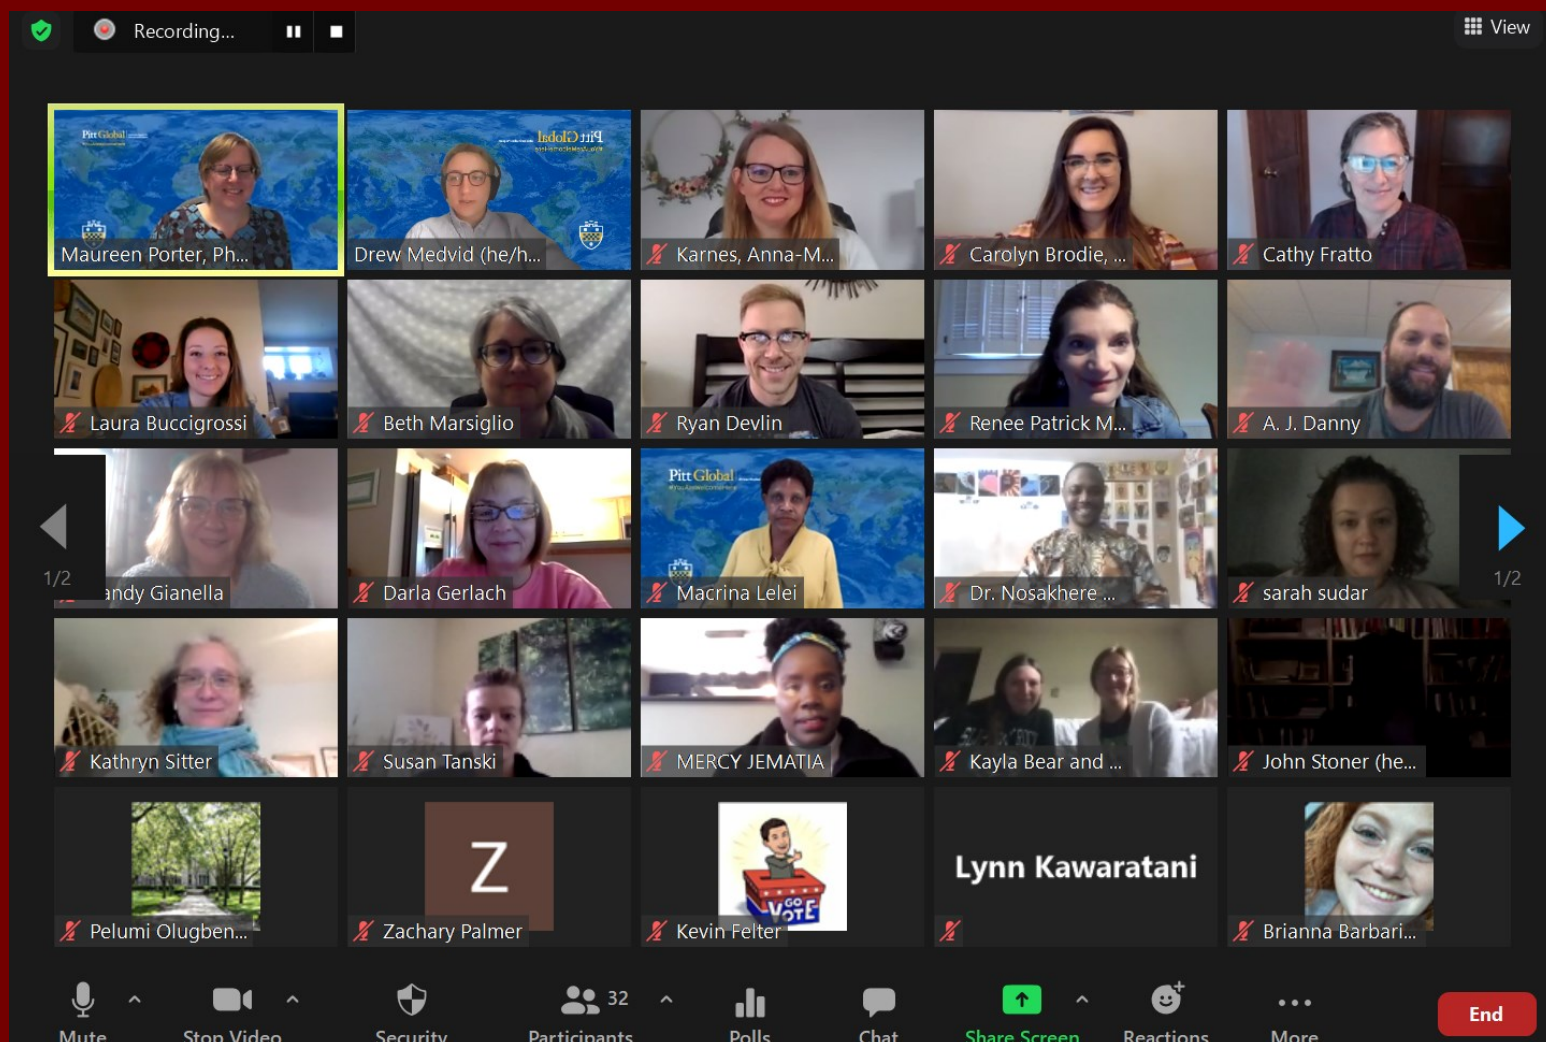 Recording...
View
Pitt Global
Pitt Global
Maureen Porter, Ph...
Drew Medvid (he/h...
Karnes, Anna-M...
Carolyn Brodie, ...
Cathy Fratto
Laura Buccigrossi
Beth Marsiglio
Ryan Devlin
Renee Patrick M...
A. J. Danny
Pitt Global
1/2
andy Gianella
Darla Gerlach
Macrina Lelei
Dr. Nosakhere ...
sarah sudar
1/2
Kathryn Sitter
Susan Tanski
MERCY JEMATIA
Kayla Bear and ...
John Stoner (he...
Z
GO
VOTE
Lynn Kawaratani
Pelumi Olugben...
Zachary Palmer
Kevin Felter
Brianna Barbari...
32
End
Mute
Stop Video
Security
Participants
Polls
Chat
Share Screen
Reactions
More